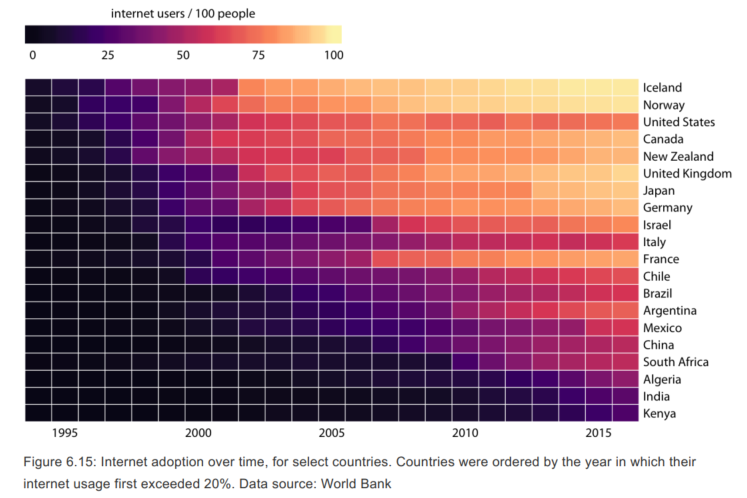 internet users / 100 people
0 25 50 75 100
Iceland
Norway
United States
Canada
New Zealand
United Kingdom
Japan
Germany
Israel
Italy
France
Chile
Brazil
Argentina
Mexico
China
South Africa
Algeria
India
Kenya
1995 2000 2005 2010 2015
Figure 6.15: Internet adoption over time, for select countries. Countries were ordered by the year in which their
internet usage first exceeded 20%. Data source: World Bank